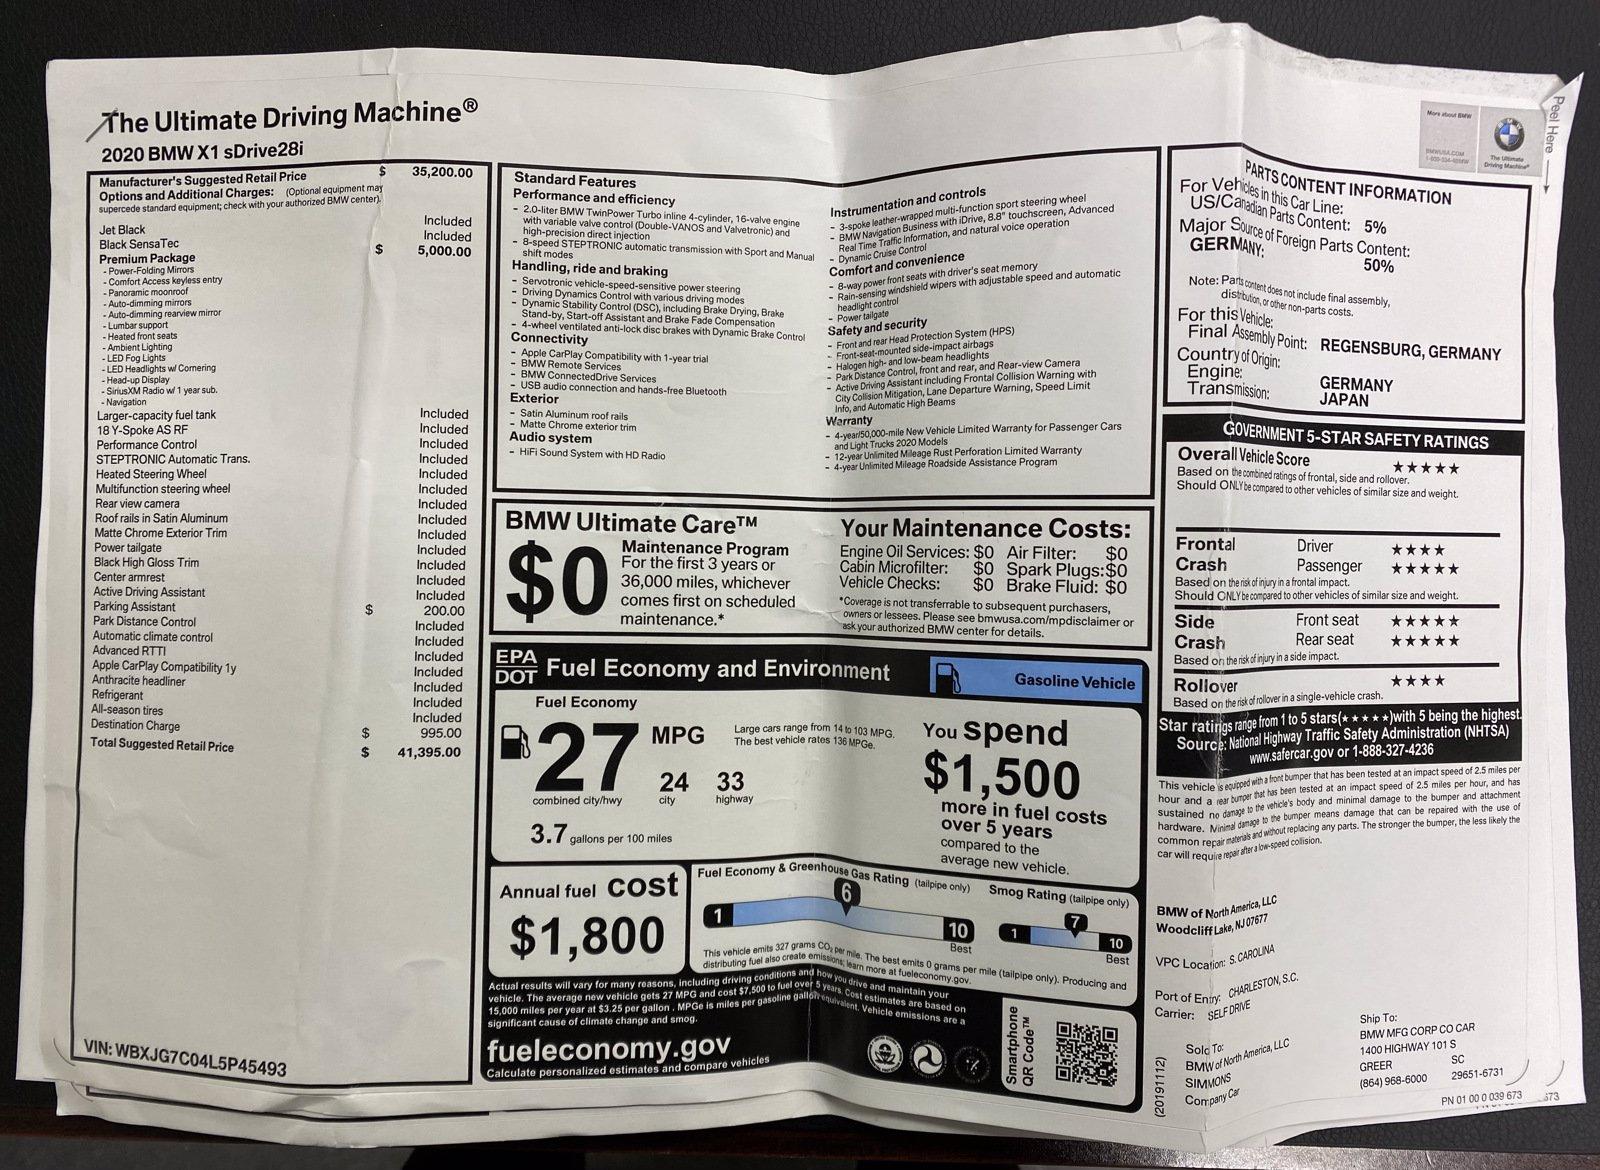 The Ultimate Driving Machine®
2020 BMW X1 sDrive28i
Manufacturer's Suggested Retail Price $ 35,200.00
Options and Additional Charges: (Optional equipment may
supercede standard equipment; check with your authorized BMW center).
Jet Black Included
Black SensaTec Included
Premium Package $ 5,000.00
- Power-Folding Mirrors
- Comfort Access keyless entry
- Panoramic moonroof
- Auto-dimming mirrors
- Auto-dimming rearview mirror
- Lumbar support
- Heated front seats
- Ambient Lighting
- LED Fog Lights
- LED Headlights w/ Cornering
- Head-up Display
- SiriusXM Radio w/ 1 year sub.
- Navigation
Larger-capacity fuel tank Included
18 Y-Spoke AS RF Included
Performance Control Included
STEPTRONIC Automatic Trans. Included
Heated Steering Wheel Included
Multifunction steering wheel Included
Rear view camera Included
Roof rails in Satin Aluminum Included
Matte Chrome Exterior Trim Included
Power tailgate Included
Black High Gloss Trim Included
Center armrest Included
Active Driving Assistant Included
Parking Assistant $ 200.00
Park Distance Control Included
Automatic climate control Included
Advanced RTTI Included
Apple CarPlay Compatibility 1y Included
Anthracite headliner Included
Refrigerant Included
All-season tires Included
Destination Charge $ 995.00
Total Suggested Retail Price $ 41,395.00
VIN: WBXJG7C04L5P45493
Standard Features
Performance and efficiency
- 2.0-liter BMW TwinPower Turbo inline 4-cylinder, 16-valve engine
with variable valve control (Double-VANOS and Valvetronic) and
high-precision direct injection
- 8-speed STEPTRONIC automatic transmission with Sport and Manual
shift modes
Handling, ride and braking
- Servotronic vehicle-speed-sensitive power steering
- Driving Dynamics Control with various driving modes
- Dynamic Stability Control (DSC), including Brake Drying, Brake
Stand-by, Start-off Assistant and Brake Fade Compensation
- 4-wheel ventilated anti-lock disc brakes with Dynamic Brake Control
Connectivity
- Apple CarPlay Compatibility with 1-year trial
- BMW Remote Services
- BMW ConnectedDrive Services
- USB audio connection and hands-free Bluetooth
Exterior
- Satin Aluminum roof rails
- Matte Chrome exterior trim
Audio system
- HiFi Sound System with HD Radio
Instrumentation and controls
- 3-spoke leather-wrapped multi-function sport steering wheel
- BMW Navigation Business with iDrive, 8.8" touchscreen, Advanced
Real Time Traffic Information, and natural voice operation
- Dynamic Cruise Control
Comfort and convenience
- 8-way power front seats with driver's seat memory
- Rain-sensing windshield wipers with adjustable speed and automatic
headlight control
- Power tailgate
Safety and security
- Front and rear Head Protection System (HPS)
- Front-seat-mounted side-impact airbags
- Halogen high- and low-beam headlights
- Park Distance Control, front and rear, and Rear-view Camera
- Active Driving Assistant including Frontal Collision Warning with
City Collision Mitigation, Lane Departure Warning, Speed Limit
Info, and Automatic High Beams
Warranty
- 4-year/50,000-mile New Vehicle Limited Warranty for Passenger Cars
and Light Trucks 2020 Models
- 12-year Unlimited Mileage Rust Perforation Limited Warranty
- 4-year Unlimited Mileage Roadside Assistance Program
BMW Ultimate Care™
$0
Maintenance Program
For the first 3 years or
36,000 miles, whichever
comes first on scheduled
maintenance.*
Your Maintenance Costs:
Engine Oil Services: $0 Air Filter: $0
Cabin Microfilter: $0 Spark Plugs: $0
Vehicle Checks: $0 Brake Fluid: $0
*Coverage is not transferrable to subsequent purchasers,
owners or lessees. Please see bmwusa.com/mpdisclaimer or
ask your authorized BMW center for details.
EPA
DOT
Fuel Economy and Environment
Gasoline Vehicle
Fuel Economy
27 MPG
combined city/hwy
24 33
city highway
3.7 gallons per 100 miles
Large cars range from 14 to 103 MPG.
The best vehicle rates 136 MPGe.
You spend
$1,500
more in fuel costs
over 5 years
compared to the
average new vehicle.
Annual fuel cost
$1,800
Fuel Economy & Greenhouse Gas Rating (tailpipe only)
1 6 10
Best
Smog Rating (tailpipe only)
1 7 10
Best
This vehicle emits 327 grams CO₂ per mile. The best emits 0 grams per mile (tailpipe only). Producing and
distributing fuel also create emissions; learn more at fueleconomy.gov.
Actual results will vary for many reasons, including driving conditions and how you drive and maintain your
vehicle. The average new vehicle gets 27 MPG and cost $7,500 to fuel over 5 years. Cost estimates are based on
15,000 miles per year at $3.25 per gallon. MPGe is miles per gasoline gallon equivalent. Vehicle emissions are a
significant cause of climate change and smog.
fueleconomy.gov
Calculate personalized estimates and compare vehicles
Smartphone
QR Code™
More about BMW
BMWUSA.COM
1-800-334-4BMW
BMW
The Ultimate
Driving Machine®
Peel Here
PARTS CONTENT INFORMATION
For Vehicles in this Car Line:
US/Canadian Parts Content: 5%
Major Source of Foreign Parts Content:
GERMANY: 50%
Note: Parts content does not include final assembly,
distribution, or other non-parts costs.
For this Vehicle:
Final Assembly Point: REGENSBURG, GERMANY
Country of Origin:
Engine: GERMANY
Transmission: JAPAN
GOVERNMENT 5-STAR SAFETY RATINGS
Overall Vehicle Score ★★★★★
Based on the combined ratings of frontal, side and rollover.
Should ONLY be compared to other vehicles of similar size and weight.
Frontal Driver ★★★★
Crash Passenger ★★★★★
Based on the risk of injury in a frontal impact.
Should ONLY be compared to other vehicles of similar size and weight.
Side Front seat ★★★★★
Crash Rear seat ★★★★★
Based on the risk of injury in a side impact.
Rollover ★★★★
Based on the risk of rollover in a single-vehicle crash.
Star ratings range from 1 to 5 stars(★★★★★)with 5 being the highest.
Source: National Highway Traffic Safety Administration (NHTSA)
www.safercar.gov or 1-888-327-4236
This vehicle is equipped with a front bumper that has been tested at an impact speed of 2.5 miles per
hour and a rear bumper that has been tested at an impact speed of 2.5 miles per hour, and has
sustained no damage to the vehicle's body and minimal damage to the bumper and attachment
hardware. Minimal damage to the bumper means damage that can be repaired with the use of
common repair materials and without replacing any parts. The stronger the bumper, the less likely the
car will require repair after a low-speed collision.
BMW of North America, LLC
Woodcliff Lake, NJ 07677
VPC Location: S. CAROLINA
Port of Entry: CHARLESTON, S.C.
Carrier: SELF DRIVE
Sold To:
BMW of North America, LLC
SIMMONS
Company Car
Ship To:
BMW MFG CORP CO CAR
1400 HIGHWAY 101 S
GREER SC
(864) 968-6000 29651-6731
(20191112)
PN 01 00 0 039 673
673